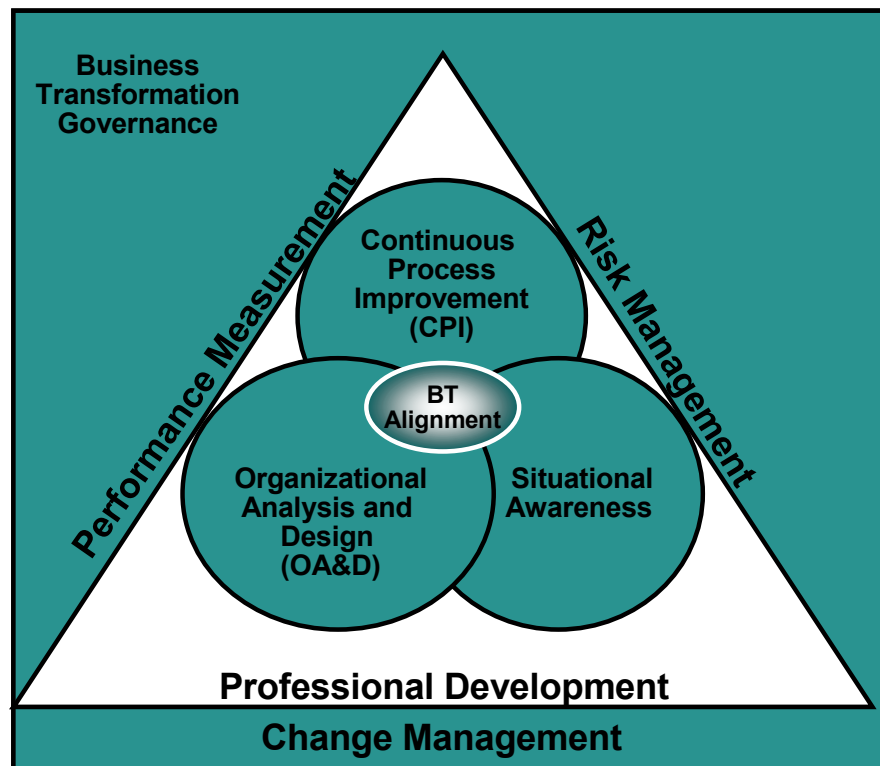 Business
Transformation
Governance
Performance Measurement
Risk Management
Continuous
Process
Improvement
(CPI)
BT
Alignment
Organizational
Analysis and
Design
(OA&D)
Situational
Awareness
Professional Development
Change Management